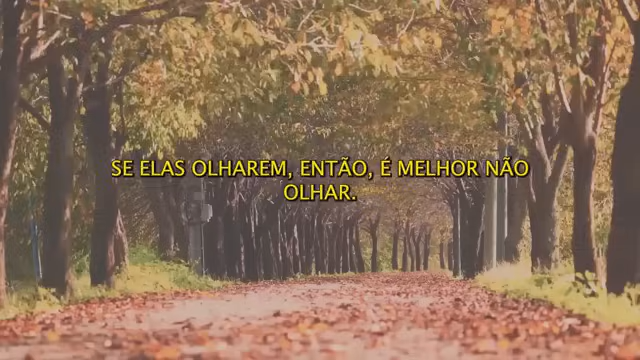 SE ELAS OLHAREM, ENTÃO, É MELHOR NÃO
OLHAR.